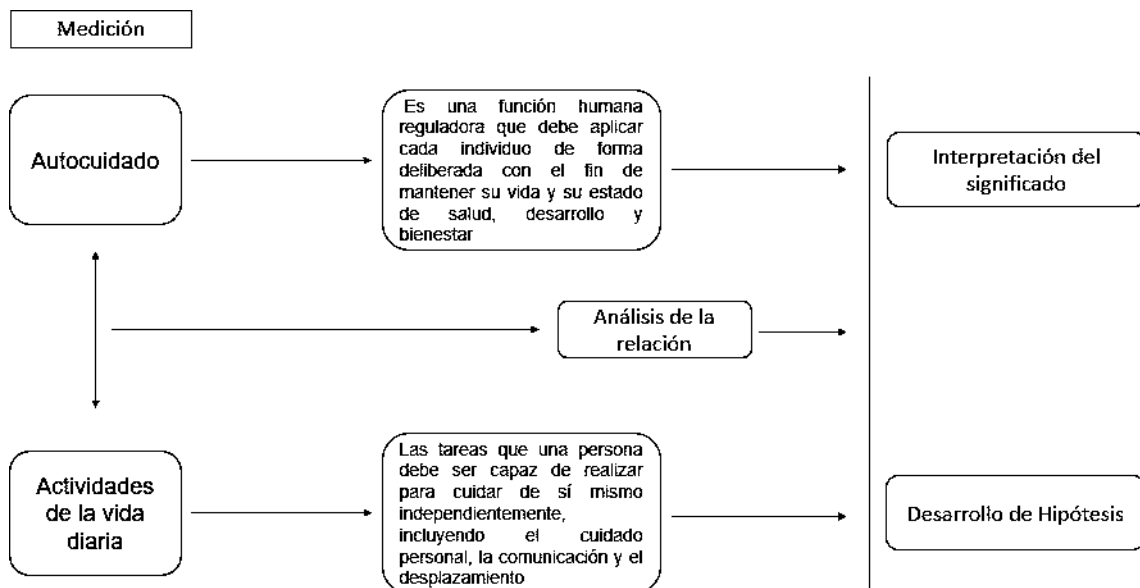 Medición
Autocuidado
Es una función humana
reguladora que debe aplicar
cada individuo de forma
deliberada con el fin de
mantener su vida y su estado
de salud, desarrollo y
bienestar
Interpretación del
significado
Análisis de la
relación
Actividades
de la vida
diaria
Las tareas que una persona
debe ser capaz de realizar
para cuidar de sí mismo
independientemente,
incluyendo el cuidado
personal, la comunicación y el
desplazamiento
Desarrollo de Hipótesis